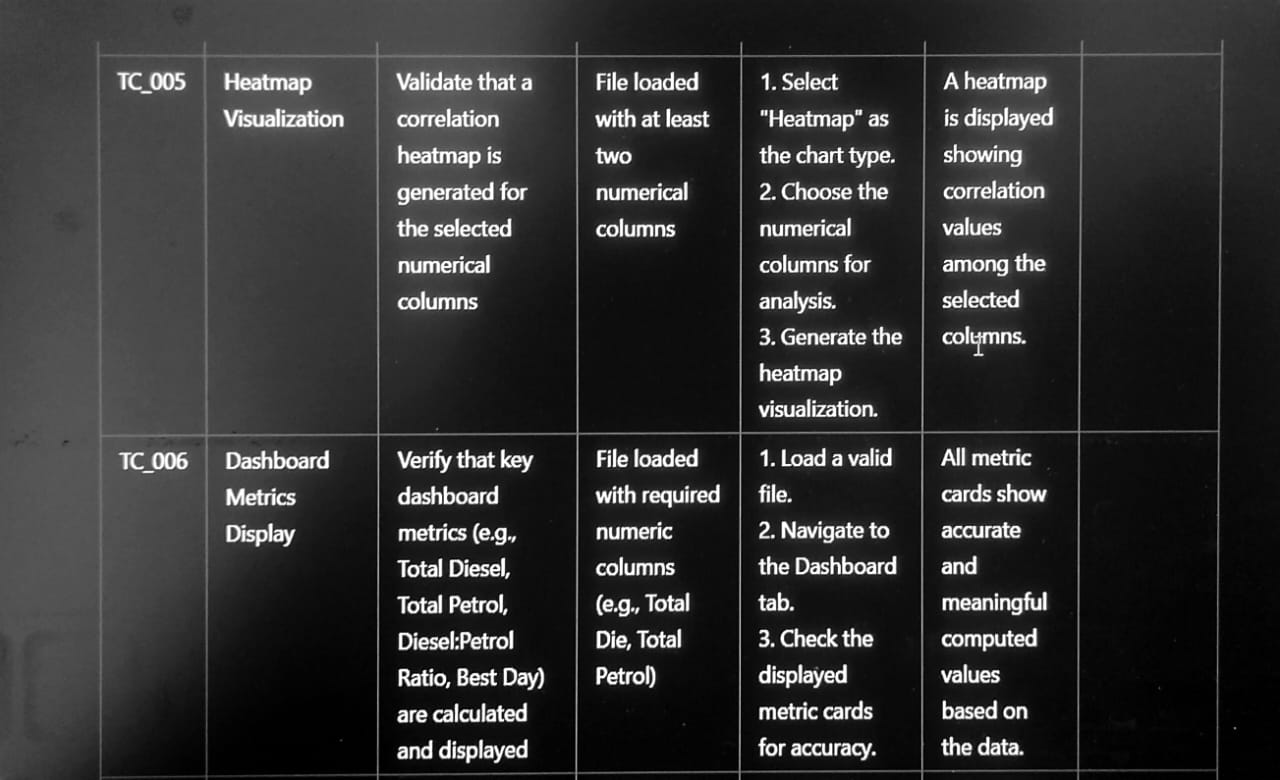 TC_005
Heatmap
Visualization
Validate that a
correlation
heatmap is
generated for
the selected
numerical
columns
File loaded
with at least
two
numerical
columns
1. Select
"Heatmap" as
the chart type.
2. Choose the
numerical
columns for
analysis.
3. Generate the
heatmap
visualization.
A heatmap
is displayed
showing
correlation
values
among the
selected
columns.
TC_006
Dashboard
Metrics
Display
Verify that key
dashboard
metrics (e.g.,
Total Diesel,
Total Petrol,
Diesel:Petrol
Ratio, Best Day)
are calculated
and displayed
File loaded
with required
numeric
columns
(e.g., Total
Die, Total
Petrol)
1. Load a valid
file.
2. Navigate to
the Dashboard
tab.
3. Check the
displayed
metric cards
for accuracy.
All metric
cards show
accurate
and
meaningful
computed
values
based on
the data.